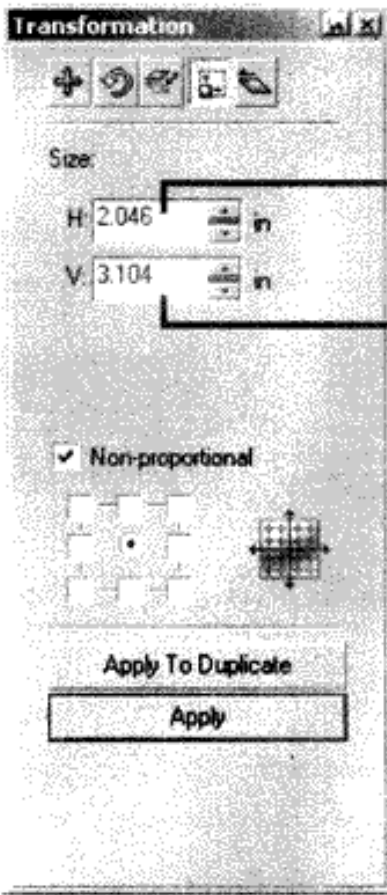 Transformation
Size:
H: 2.046 in
V: 3.104 in
Non-proportional
Apply To Duplicate
Apply